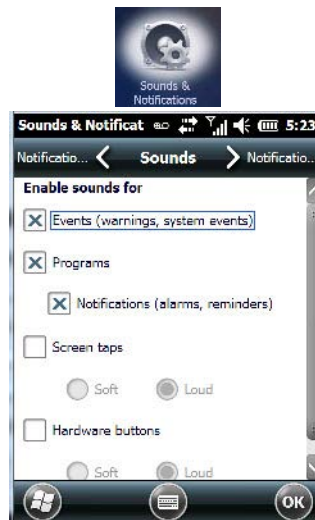 Sounds &
Notifications
Sounds & Notificat 5:23
Notificatio... Sounds Notificatio..
Enable sounds for
Events (warnings, system events)
Programs
Notifications (alarms, reminders)
Screen taps
Soft Loud
Hardware buttons
Soft Loud
OK